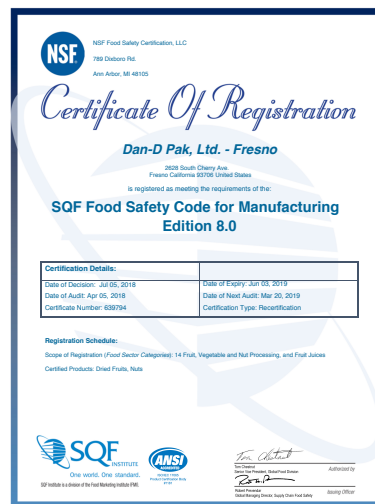 NSF
NSF Food Safety Certification, LLC
789 Dixboro Rd.
Ann Arbor, MI 48105
Certificate Of Registration
Dan-D Pak, Ltd. - Fresno
2628 South Cherry Ave.
Fresno California 93706 United States
is registered as meeting the requirements of the:
SQF Food Safety Code for Manufacturing
Edition 8.0
Certification Details:
Date of Decision: Jul 05, 2018
Date of Expiry: Jun 03, 2019
Date of Audit: Apr 05, 2018
Date of Next Audit: Mar 20, 2019
Certificate Number: 639794
Certification Type: Recertification
Registration Schedule:
Scope of Registration (Food Sector Categories): 14 Fruit, Vegetable and Nut Processing, and Fruit Juices
Certified Products: Dried Fruits, Nuts
SQF INSTITUTE
One world. One standard.
SQF Institute is a division of the Food Marketing Institute (FMI).
ANSI
ACCREDITED
Product Certification Body
Tom Chestnut
Senior Vice President, Global Food Division
Authorized by
Robert Prevendar
Global Managing Director, Supply Chain Food Safety
Issuing Officer